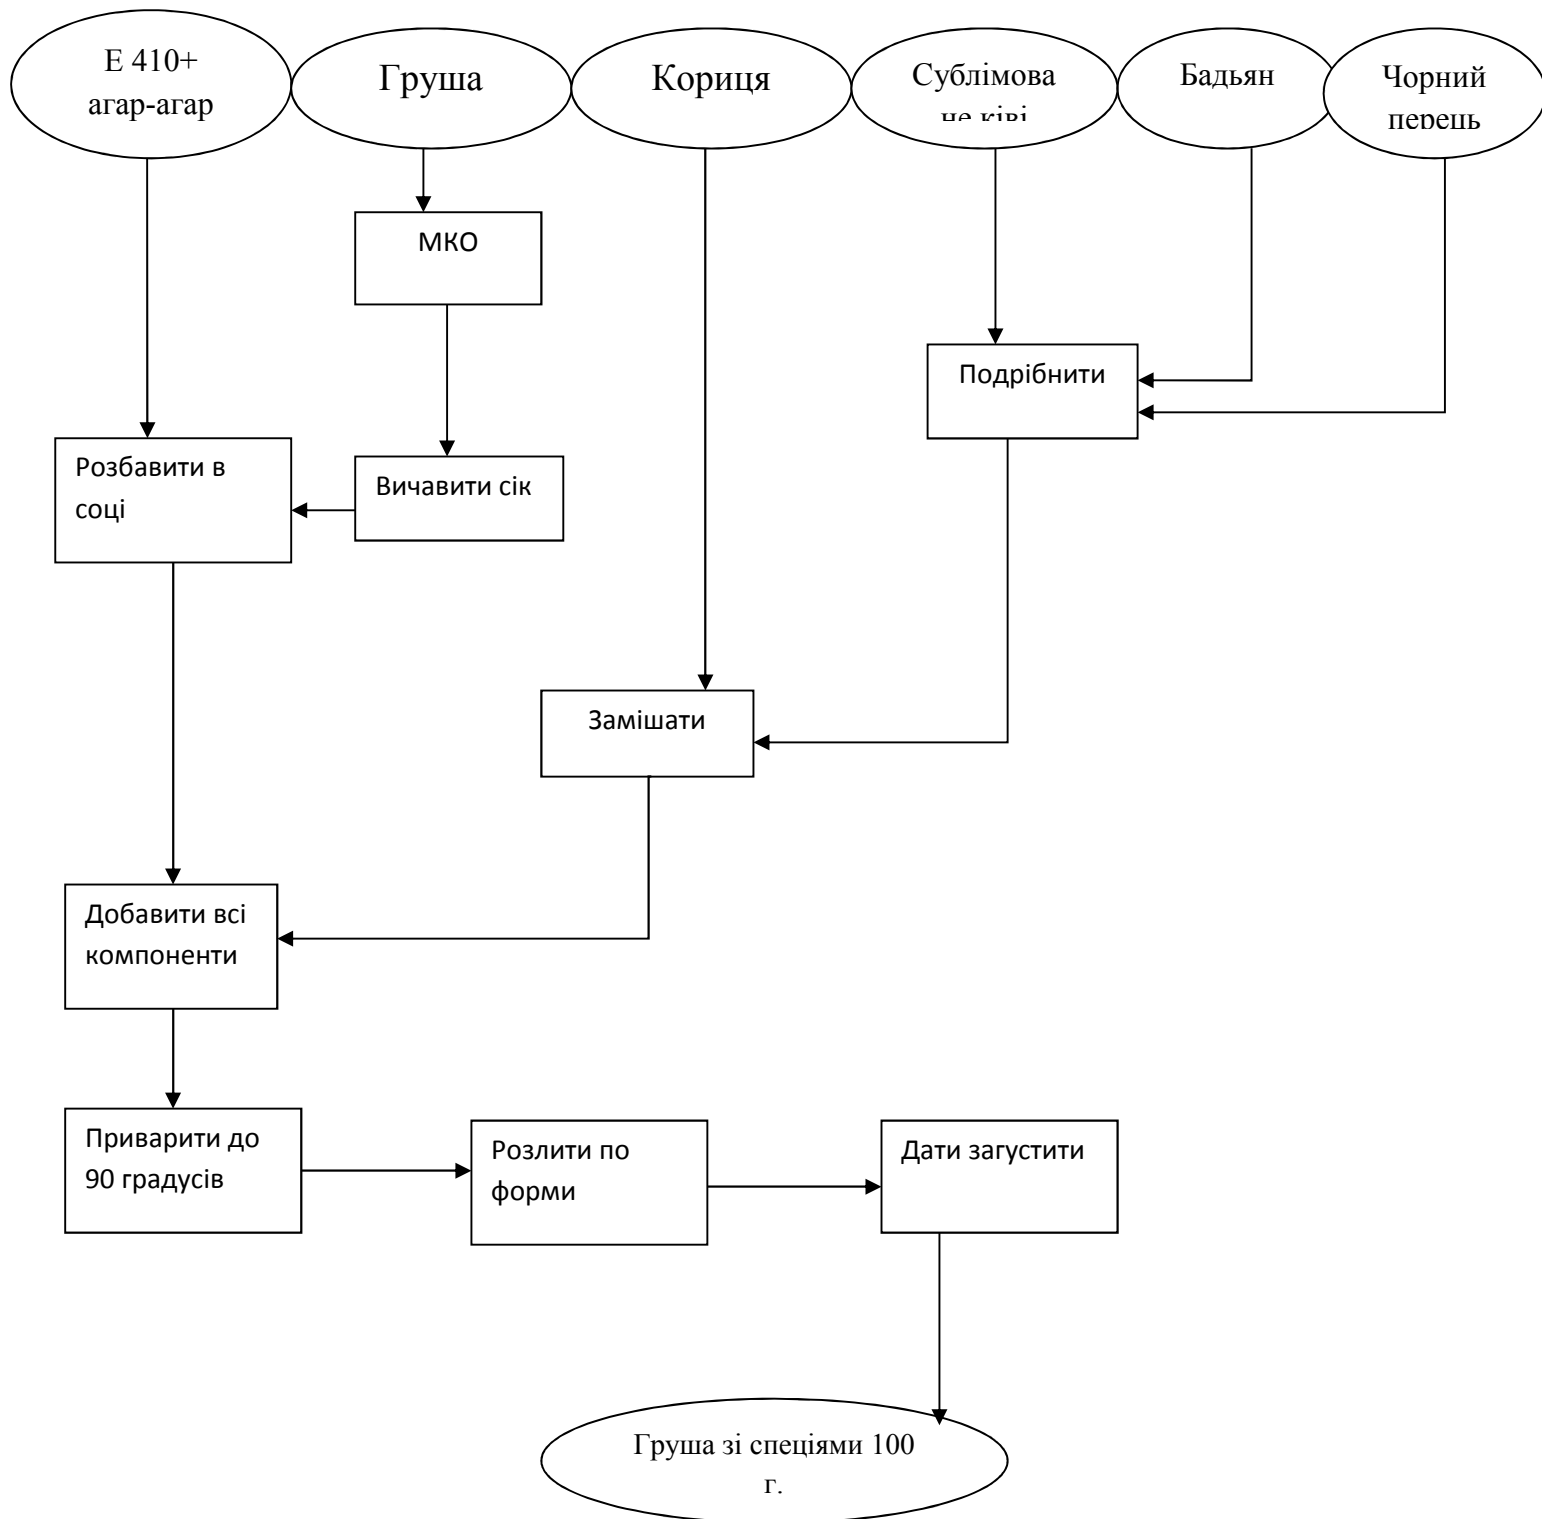 Е 410+
агар-агар
Груша
Кориця
Сублімова
не ківі
Бадьян
Чорний
перець
МКО
Подрібнити
Розбавити в
соці
Вичавити сік
Замішати
Добавити всі
компоненти
Приварити до
90 градусів
Розлити по
форми
Дати загустити
Груша зі спеціями 100
г.